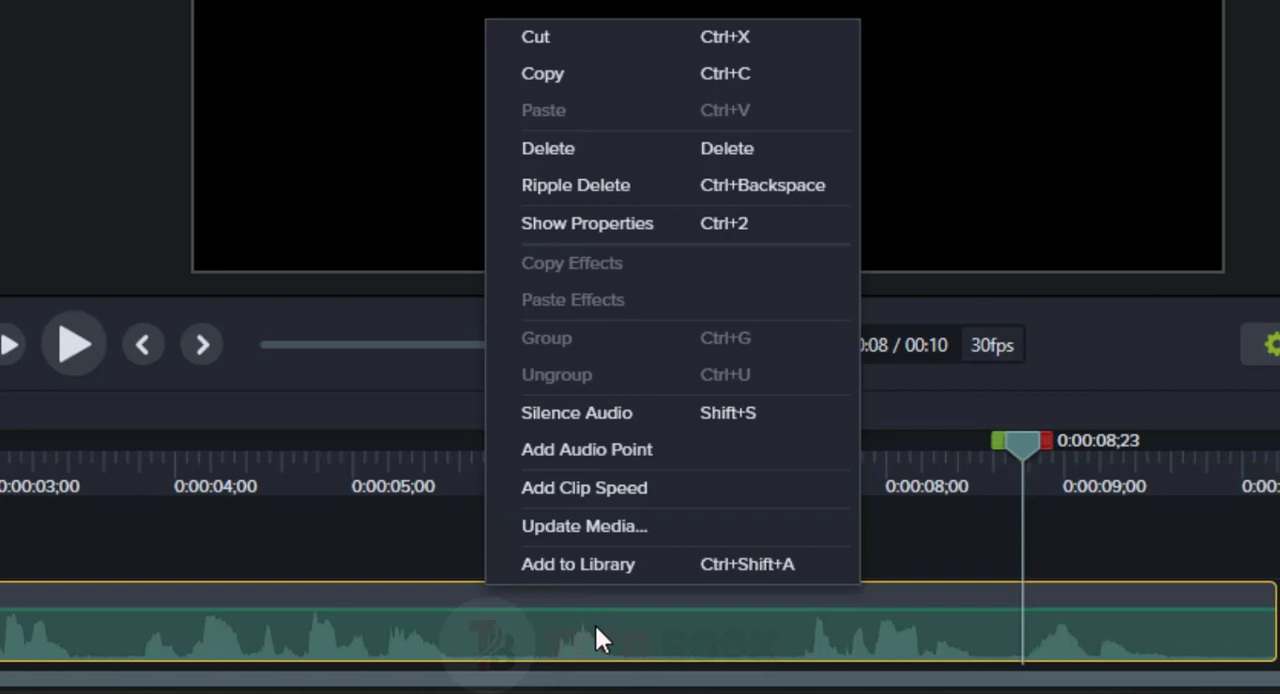 Cut Ctrl+X
Copy Ctrl+C
Paste Ctrl+V
Delete Delete
Ripple Delete Ctrl+Backspace
Show Properties Ctrl+2
Copy Effects
Paste Effects
Group Ctrl+G
:08 / 00:10 30fps
Ungroup Ctrl+U
Silence Audio Shift+S
0:00:08;23
Add Audio Point
0:00:03;00 0:00:04;00 0:00:05;00 0:00:08;00 0:00:09;00 0:00:
Add Clip Speed
Update Media...
Add to Library Ctrl+Shift+A